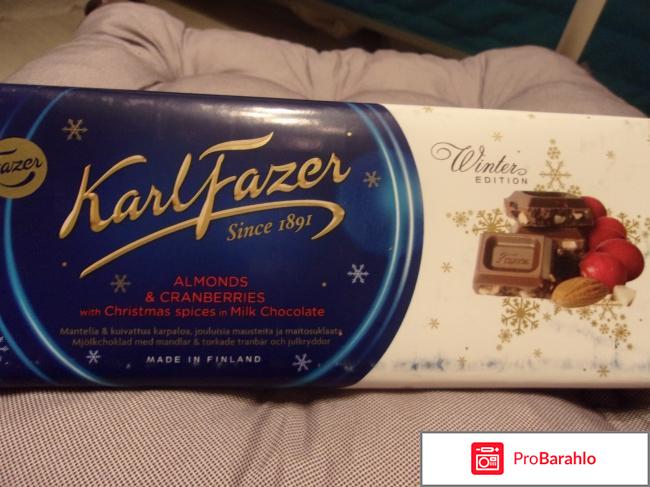 Fazer
Karl Fazer
Since 1891
ALMONDS
& CRANBERRIES
with Christmas spices in Milk Chocolate
Mantelia & kuivattua karpaloa, jouluisia mausteita ja maitosuklaata
Mjölkchoklad med mandlar & torkade tranbär och julkryddor
MADE IN FINLAND
Winter
EDITION
Fazer
ProBarahlo